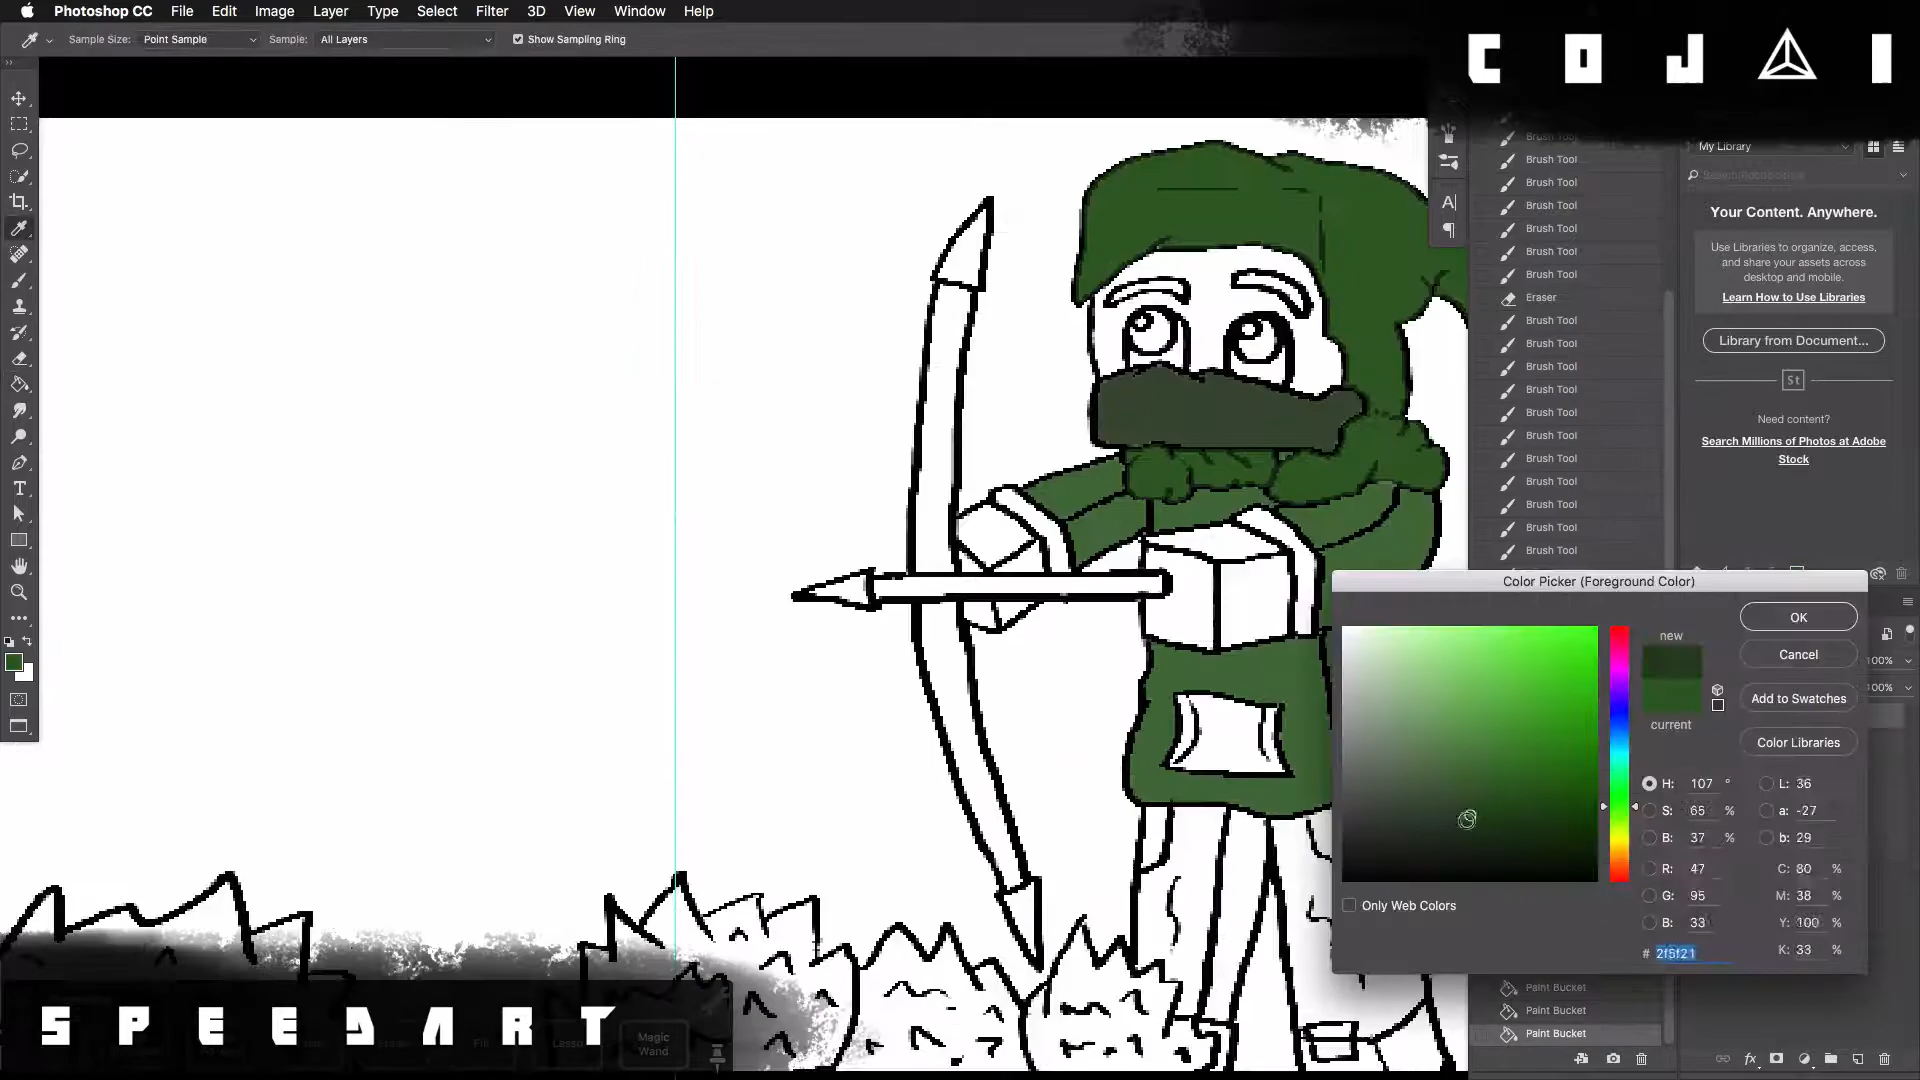 Photoshop CC File Edit Image Layer Type Select Filter 3D View Window Help
Sample Size: Point Sample Sample: All Layers Show Sampling Ring
C O J A I
Brush Tool
My Library
Brush Tool
Brush Tool
Brush Tool
Your Content. Anywhere.
Brush Tool
Use Libraries to organize, access,
and share your assets across
desktop and mobile.
Brush Tool
Brush Tool
Learn How to Use Libraries
Eraser
Brush Tool
Library from Document...
Brush Tool
Brush Tool
St
Brush Tool
Brush Tool
Need content?
Brush Tool
Search Millions of Photos at Adobe
Stock
Brush Tool
Brush Tool
Brush Tool
Brush Tool
Brush Tool
Color Picker (Foreground Color)
OK
new
Cancel
100%
100%
Add to Swatches
current
Color Libraries
H: 107 ° L: 36
S: 65 % a: -27
B: 37 % b: 29
R: 47 C: 80 %
G: 95 M: 38 %
B: 33 Y: 100 %
Only Web Colors
K: 33 %
# 2f5f21
Paint Bucket
Paint Bucket
Paint Bucket
S P E E D A R T
Fill Lasso Magic
Wand